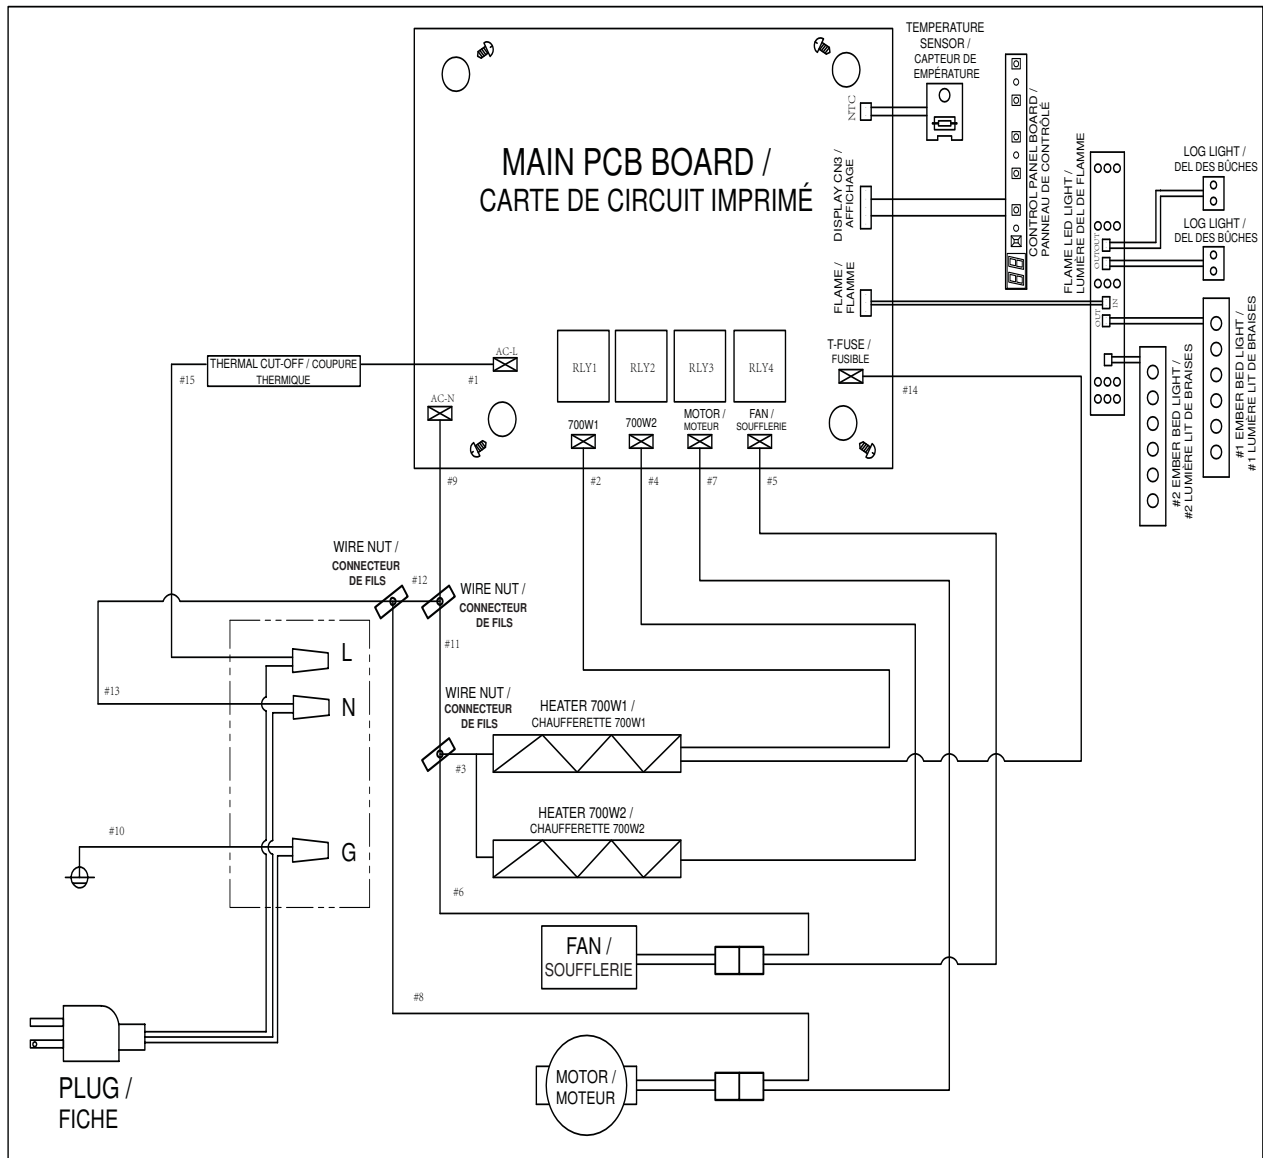 TEMPERATURE
SENSOR /
CAPTEUR DE
EMPÉRATURE
NTC
MAIN PCB BOARD /
CARTE DE CIRCUIT IMPRIMÉ
DISPLAY CN3 /
AFFICHAGE
CONTROL PANEL BOARD /
PANNEAU DE CONTRÔLÉ
FLAME LED LIGHT /
LUMIÈRE DEL DE FLAMME
LOG LIGHT /
DEL DES BÛCHES
LOG LIGHT /
DEL DES BÛCHES
OUT
OUT
IN
OUT
FLAME /
FLAMME
#1 EMBER BED LIGHT /
#1 LUMIÈRE LIT DE BRAISES
#2 EMBER BED LIGHT /
#2 LUMIÈRE LIT DE BRAISES
THERMAL CUT-OFF / COUPURE
THERMIQUE
#15
#1
AC-L
AC-N
RLY1
RLY2
RLY3
RLY4
T-FUSE /
FUSIBLE
#14
700W1
700W2
MOTOR /
MOTEUR
FAN /
SOUFFLERIE
#9
#2
#4
#7
#5
WIRE NUT /
CONNECTEUR
DE FILS
#12
WIRE NUT /
CONNECTEUR
DE FILS
#11
L
#13
N
WIRE NUT /
CONNECTEUR
DE FILS
#3
HEATER 700W1 /
CHAUFFERETTE 700W1
HEATER 700W2 /
CHAUFFERETTE 700W2
#10
G
#6
FAN /
SOUFFLERIE
#8
MOTOR /
MOTEUR
PLUG /
FICHE